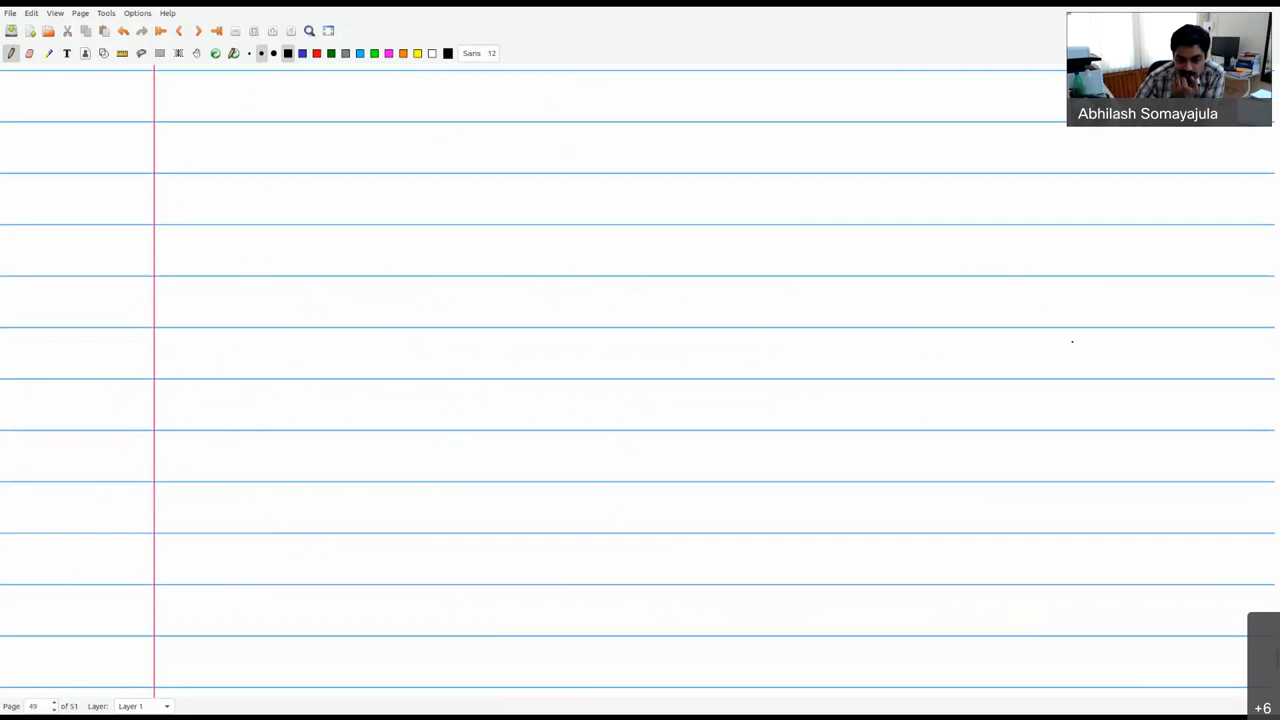 File Edit View Page Tools Options Help
T Sans 12
Abhilash Somayajula
Page 49 of 51 Layer: Layer 1
+6